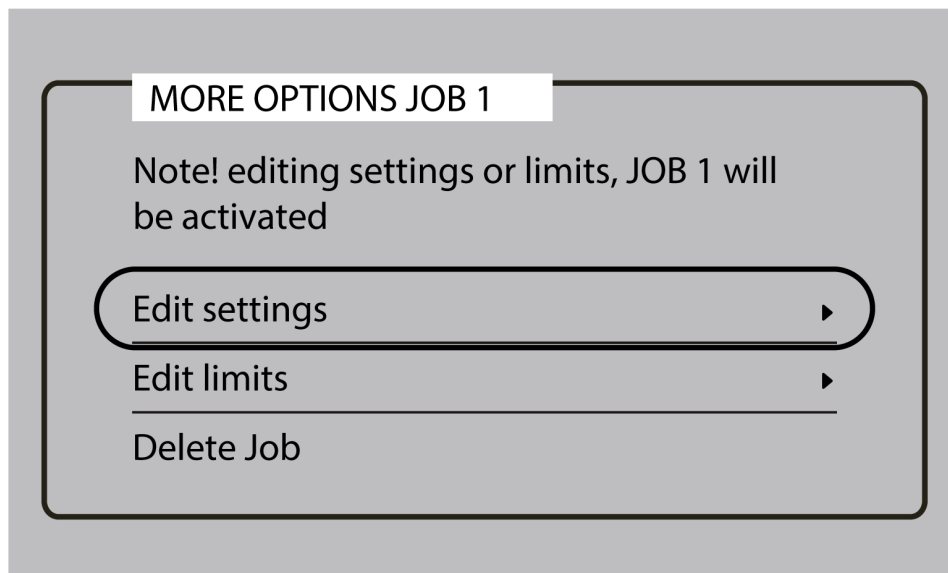 MORE OPTIONS JOB 1
Note! editing settings or limits, JOB 1 will
be activated
Edit settings
Edit limits
Delete Job